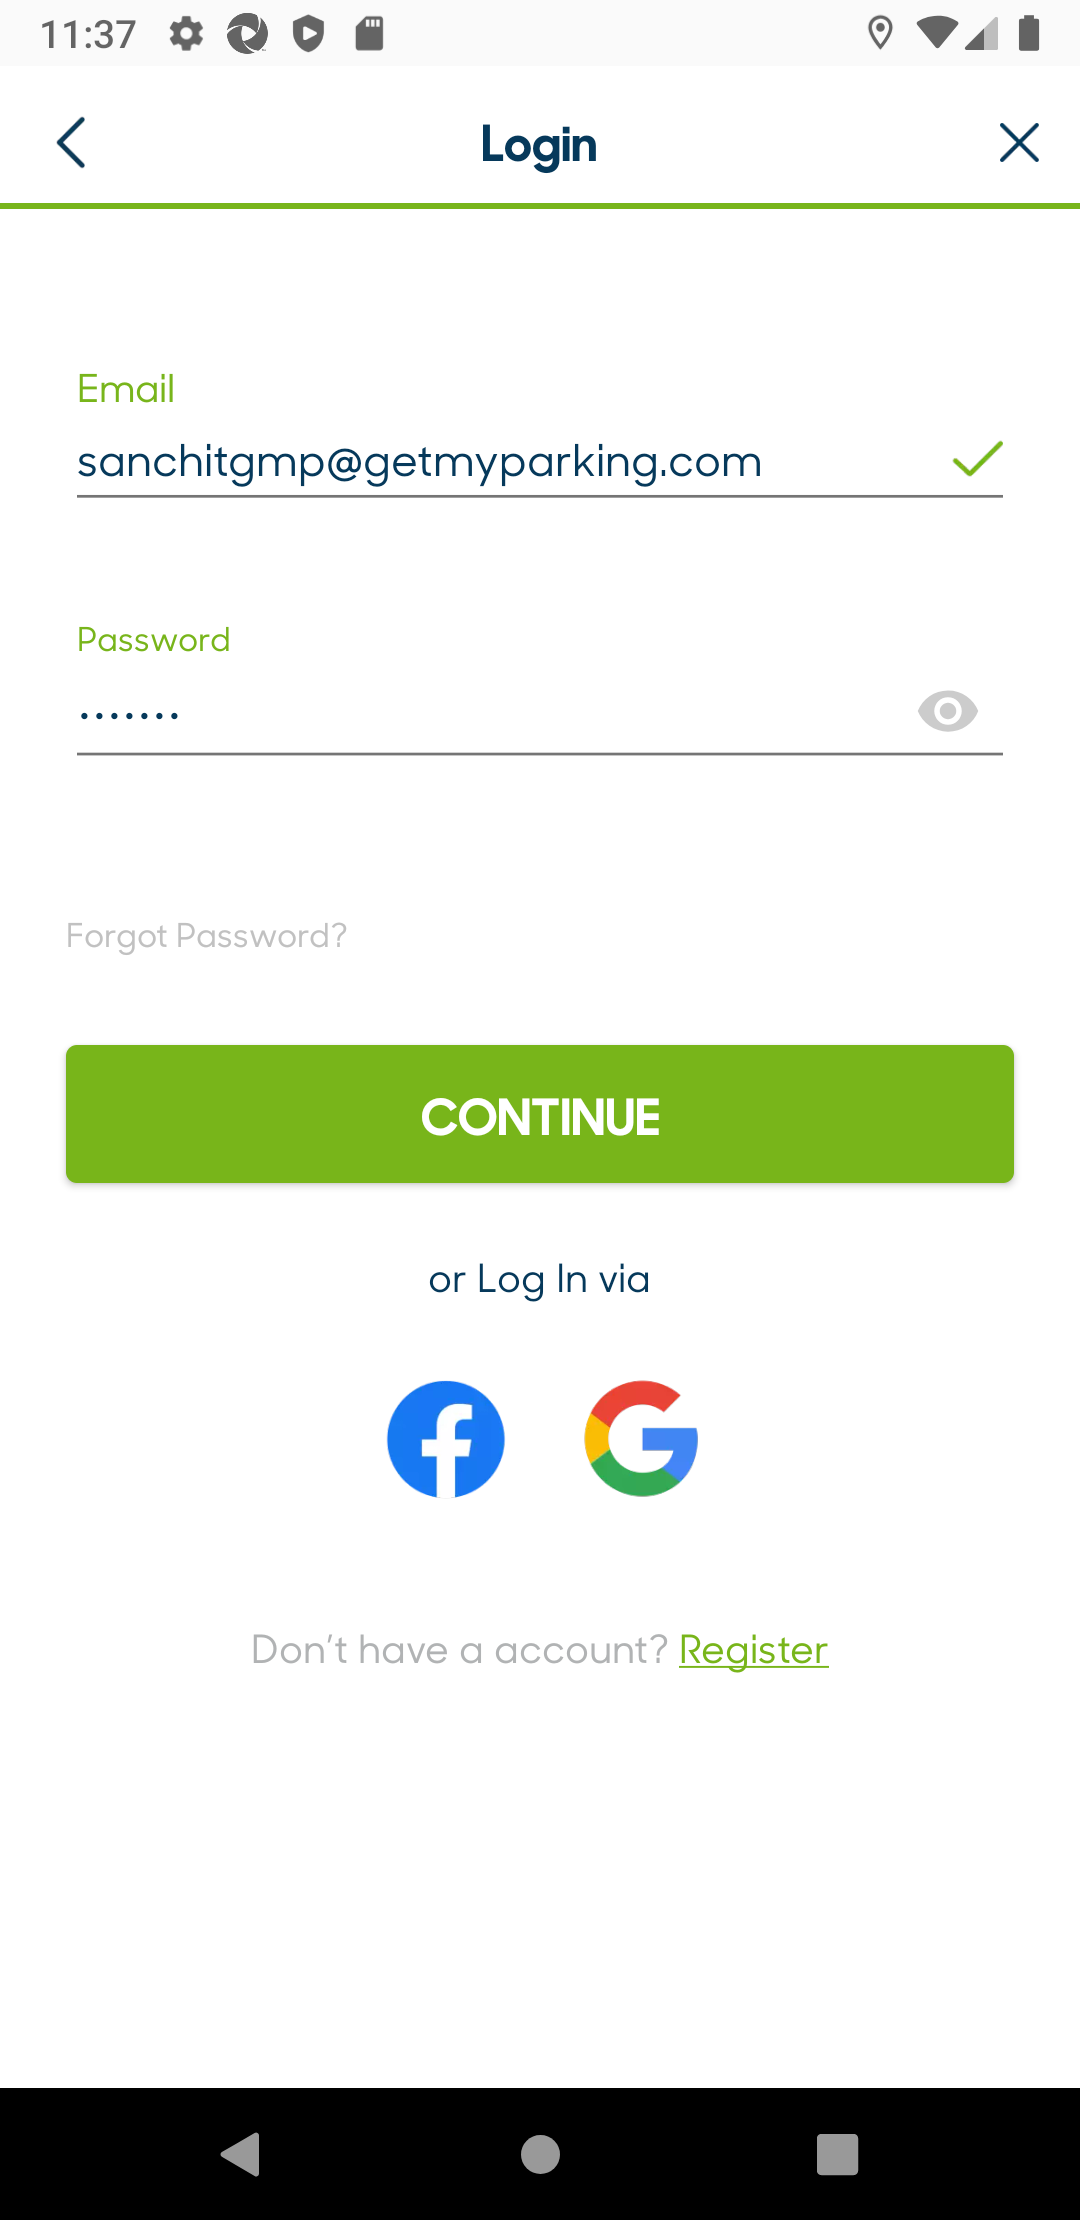 11:37
Login
Email
sanchitgmp@getmyparking.com
Password
•••••••
Forgot Password?
CONTINUE
or Log In via
Don't have a account? Register